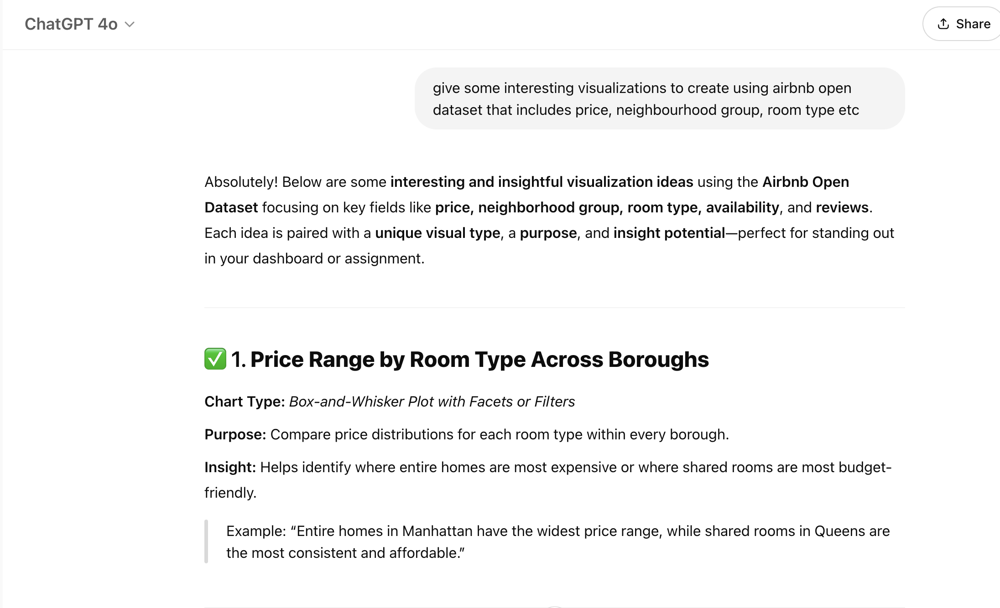 ChatGPT 4o
Share
give some interesting visualizations to create using airbnb open
dataset that includes price, neighbourhood group, room type etc
Absolutely! Below are some interesting and insightful visualization ideas using the Airbnb Open
Dataset focusing on key fields like price, neighborhood group, room type, availability, and reviews.
Each idea is paired with a unique visual type, a purpose, and insight potential—perfect for standing out
in your dashboard or assignment.
✅ 1. Price Range by Room Type Across Boroughs
Chart Type: Box-and-Whisker Plot with Facets or Filters
Purpose: Compare price distributions for each room type within every borough.
Insight: Helps identify where entire homes are most expensive or where shared rooms are most budget-
friendly.
Example: “Entire homes in Manhattan have the widest price range, while shared rooms in Queens are
the most consistent and affordable.”